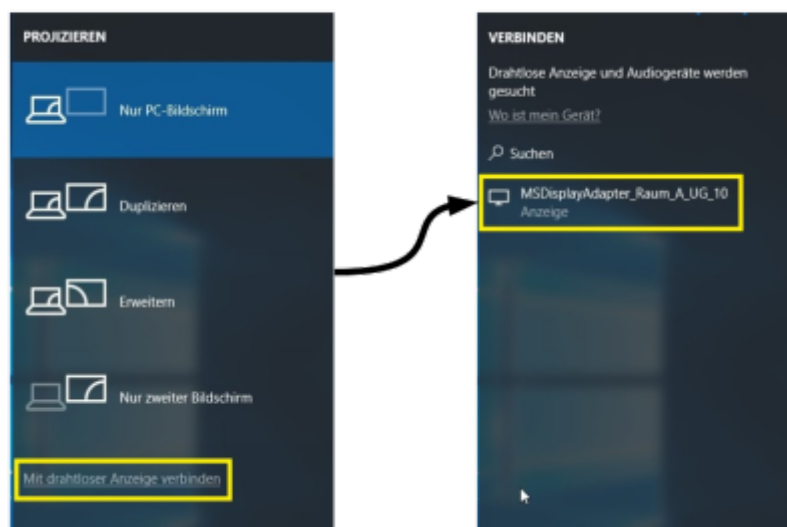 PROJIZIEREN
Nur PC-Bildschirm
Duplizieren
Erweitern
Nur zweiter Bildschirm
Mit drahtloser Anzeige verbinden
VERBINDEN
Drahtlose Anzeige und Audiogeräte werden
gesucht
Wo ist mein Gerät?
Suchen
MSDisplayAdapter_Raum_A_UG_10
Anzeige